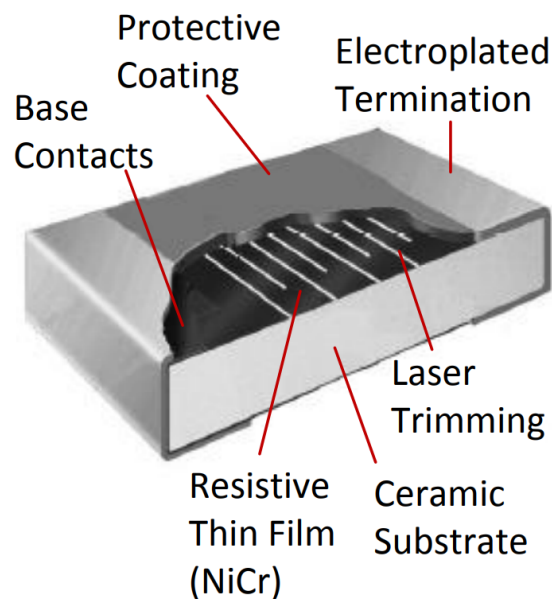 Protective
Coating
Electroplated
Termination
Base
Contacts
Laser
Trimming
Resistive
Thin Film
(NiCr)
Ceramic
Substrate